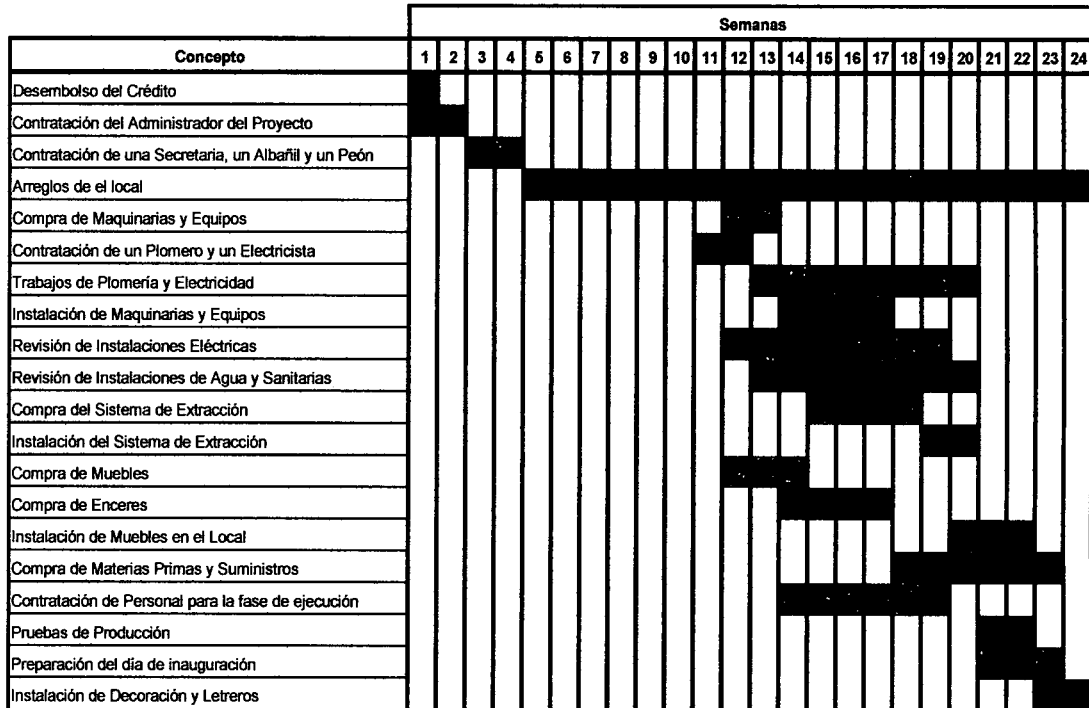 Semanas
Concepto 1 2 3 4 5 6 7 8 9 10 11 12 13 14 15 16 17 18 19 20 21 22 23 24
Desembolso del Crédito
Contratación del Administrador del Proyecto
Contratación de una Secretaria, un Albañil y un Peón
Arreglos de el local
Compra de Maquinarias y Equipos
Contratación de un Plomero y un Electricista
Trabajos de Plomería y Electricidad
Instalación de Maquinarias y Equipos
Revisión de Instalaciones Eléctricas
Revisión de Instalaciones de Agua y Sanitarias
Compra del Sistema de Extracción
Instalación del Sistema de Extracción
Compra de Muebles
Compra de Enceres
Instalación de Muebles en el Local
Compra de Materias Primas y Suministros
Contratación de Personal para la fase de ejecución
Pruebas de Producción
Preparación del día de inauguración
Instalación de Decoración y Letreros